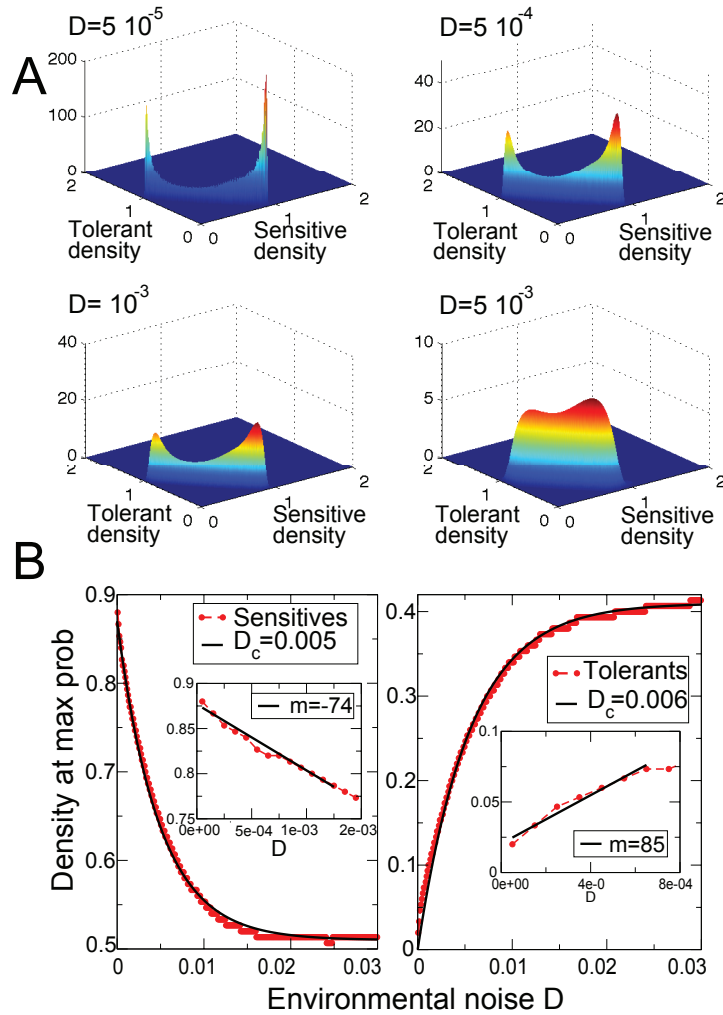 A
D=5 10-5
200
100
0
2
1
0
0
1
2
Tolerant density
Sensitive density
D=5 10-4
40
20
0
2
1
0
0
1
2
Tolerant density
Sensitive density
D= 10-3
40
20
0
2
1
0
0
1
2
Tolerant density
Sensitive density
D=5 10-3
10
5
0
2
1
0
0
1
2
Tolerant density
Sensitive density
B
Density at max prob
0.9
0.8
0.7
0.6
0.5
0
0.01
0.02
0.03
Sensitives
Dc=0.005
0.9
0.85
0.8
0.75
m=-74
0e+00
5e-04
1e-03
2e-03
D
0.4
0.3
0.2
0.1
0
0
0.01
0.02
0.03
Tolerants
Dc=0.006
0.1
0.05
0
m=85
0e+00
4e-0
8e-04
D
Environmental noise D